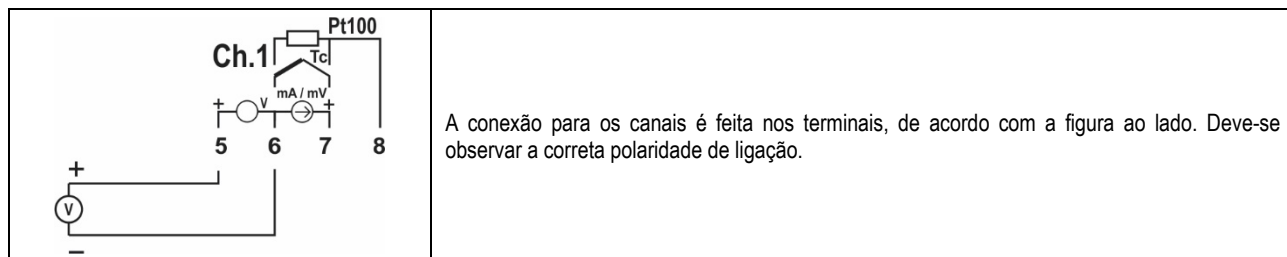 Pt100
Ch.1
Tc
mA / mV
+ V +
5 6 7 8
+
V
−
A conexão para os canais é feita nos terminais, de acordo com a figura ao lado. Deve-se
observar a correta polaridade de ligação.